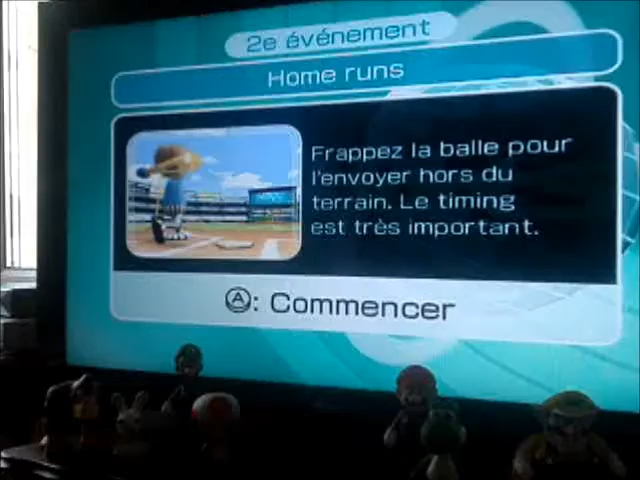 2e événement
Home runs
Frappez la balle pour
l'envoyer hors du
terrain. Le timing
est très important.
Ⓐ: Commencer